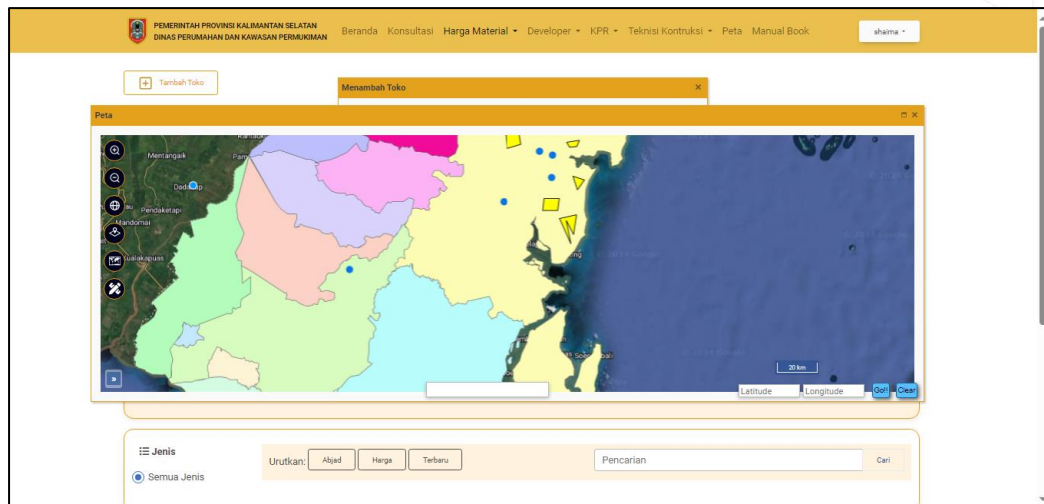 PEMERINTAH PROVINSI KALIMANTAN SELATAN
DINAS PERUMAHAN DAN KAWASAN PERMUKIMAN
Beranda Konsultasi Harga Material Developer KPR Teknisi Kontruksi Peta Manual Book
shaima
Tambah Toko
Menambah Toko
Peta
Mentangaik
Pendaketapi
Mandomai
20 km
Latitude Longitude Go!! Clear
Jenis
Semua Jenis
Urutkan: Abjad Harga Terbaru Pencarian Cari